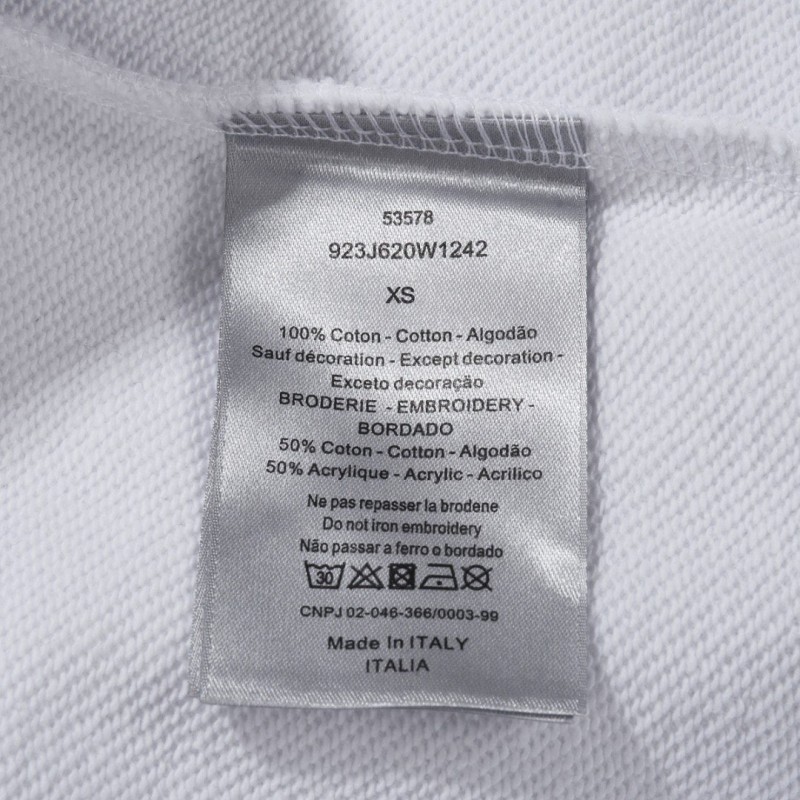 53578
923J620W1242
XS
100% Coton - Cotton - Algodão
Sauf décoration - Except decoration -
Exceto decoração
BRODERIE - EMBROIDERY -
BORDADO
50% Coton - Cotton - Algodão
50% Acrylique - Acrylic - Acrilico
Ne pas repasser la brodene
Do not iron embroidery
Não passar a ferro o bordado
30
CNPJ 02-046-366/0003-99
Made In ITALY
ITALIA